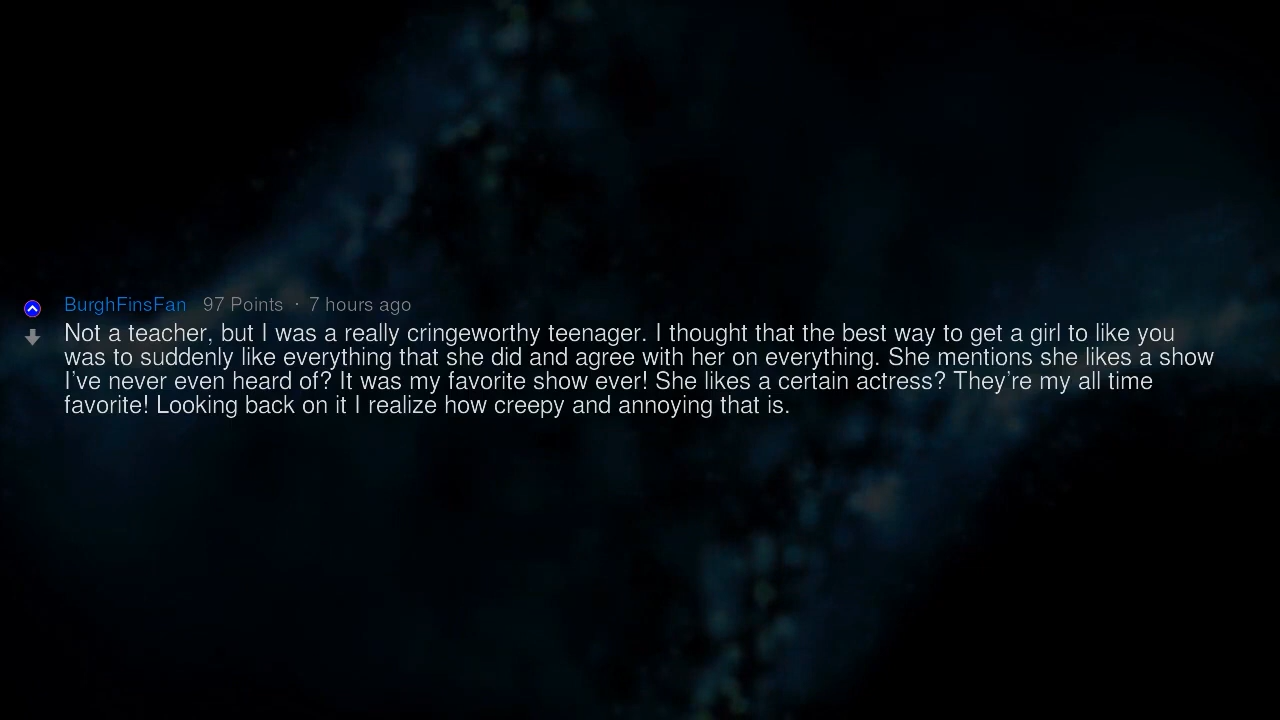 BurghFinsFan 97 Points · 7 hours ago
Not a teacher, but I was a really cringeworthy teenager. I thought that the best way to get a girl to like you
was to suddenly like everything that she did and agree with her on everything. She mentions she likes a show
I've never even heard of? It was my favorite show ever! She likes a certain actress? They're my all time
favorite! Looking back on it I realize how creepy and annoying that is.